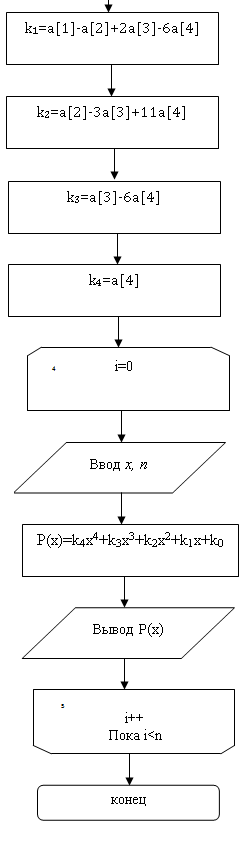 k₁=a[1]-a[2]+2a[3]-6a[4]
k₂=a[2]-3a[3]+11a[4]
k₃=a[3]-6a[4]
k₄=a[4]
4
i=0
Ввод x, n
P(x)=k₄x⁴+k₃x³+k₂x²+k₁x+k₀
Вывод P(x)
i++
Пока i<n
конец